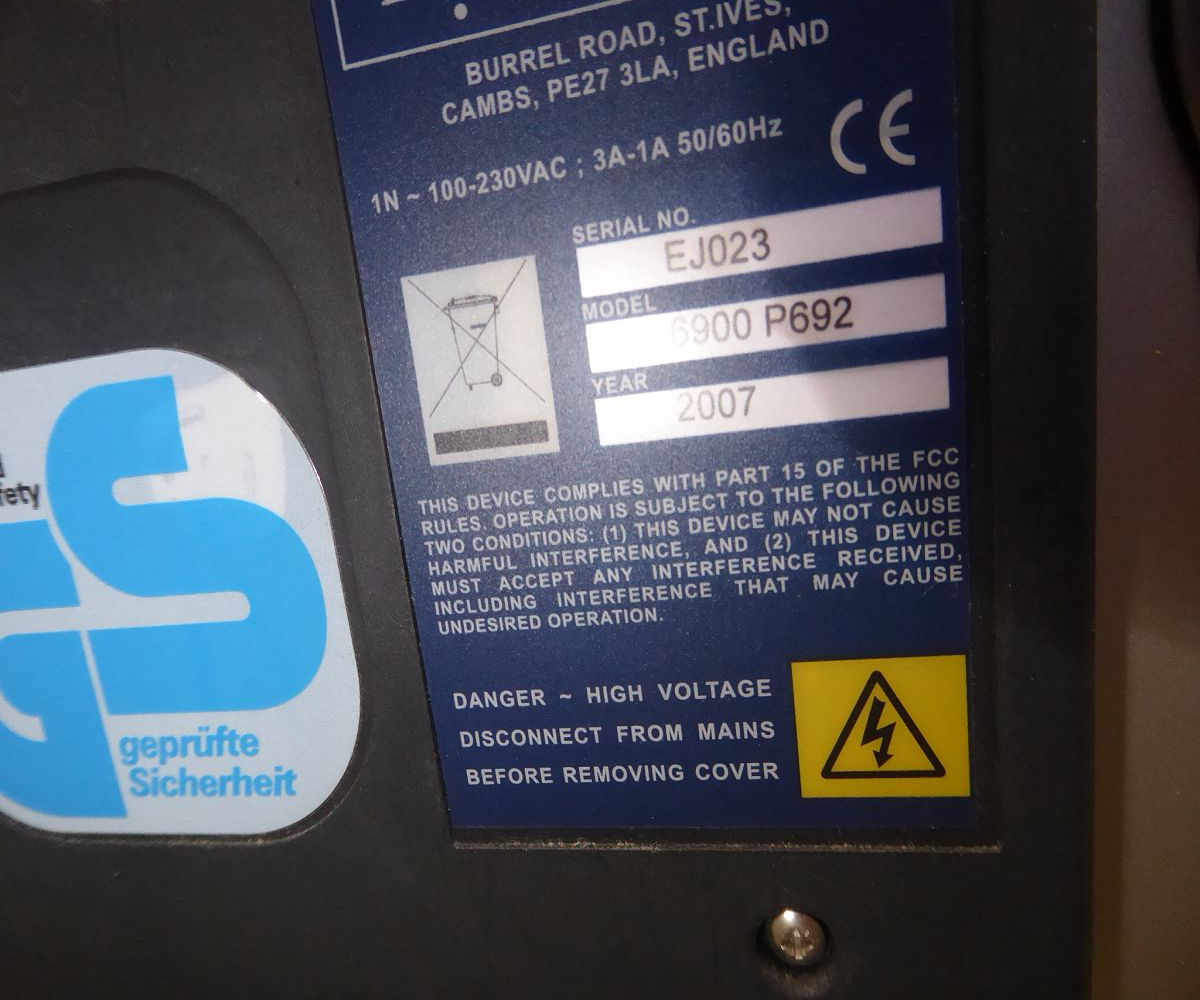 BURREL ROAD, ST.IVES,
CAMBS, PE27 3LA, ENGLAND
1N ~ 100-230VAC ; 3A-1A 50/60Hz
CE
SERIAL NO.
EJ023
MODEL
6900 P692
YEAR
2007
THIS DEVICE COMPLIES WITH PART 15 OF THE FCC
RULES. OPERATION IS SUBJECT TO THE FOLLOWING
TWO CONDITIONS: (1) THIS DEVICE MAY NOT CAUSE
HARMFUL INTERFERENCE, AND (2) THIS DEVICE
MUST ACCEPT ANY INTERFERENCE RECEIVED,
INCLUDING INTERFERENCE THAT MAY CAUSE
UNDESIRED OPERATION.
DANGER ~ HIGH VOLTAGE
DISCONNECT FROM MAINS
BEFORE REMOVING COVER
GS
geprüfte
Sicherheit